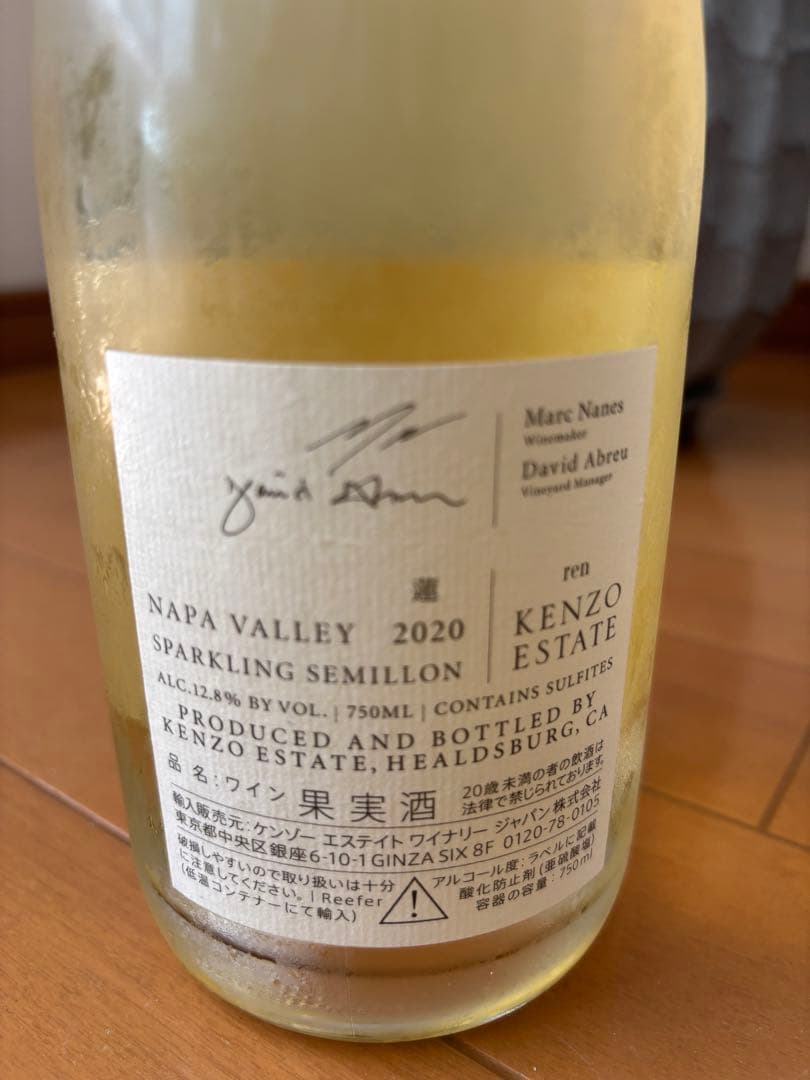 Marc Nanes
Winemaker
David Abreu
Vineyard Manager
蓮
NAPA VALLEY 2020
SPARKLING SEMILLON
ren
KENZO
ESTATE
ALC.12.8% BY VOL. | 750ML | CONTAINS SULFITES
PRODUCED AND BOTTLED BY
KENZO ESTATE, HEALDSBURG, CA
品 名:ワイン 果実酒
20歳未満の者の飲酒は
法律で禁じられております。
輸入販売元:ケンゾー エステイト ワイナリー ジャパン株式会社
東京都中央区銀座6-10-1 GINZA SIX 8F 0120-78-0105
破損しやすいので取り扱いは十分
に注意してください。| Reefer
(低温コンテナーにて輸入)
アルコール度:ラベルに記載
酸化防止剤(亜硫酸塩)
容器の容量:750ml